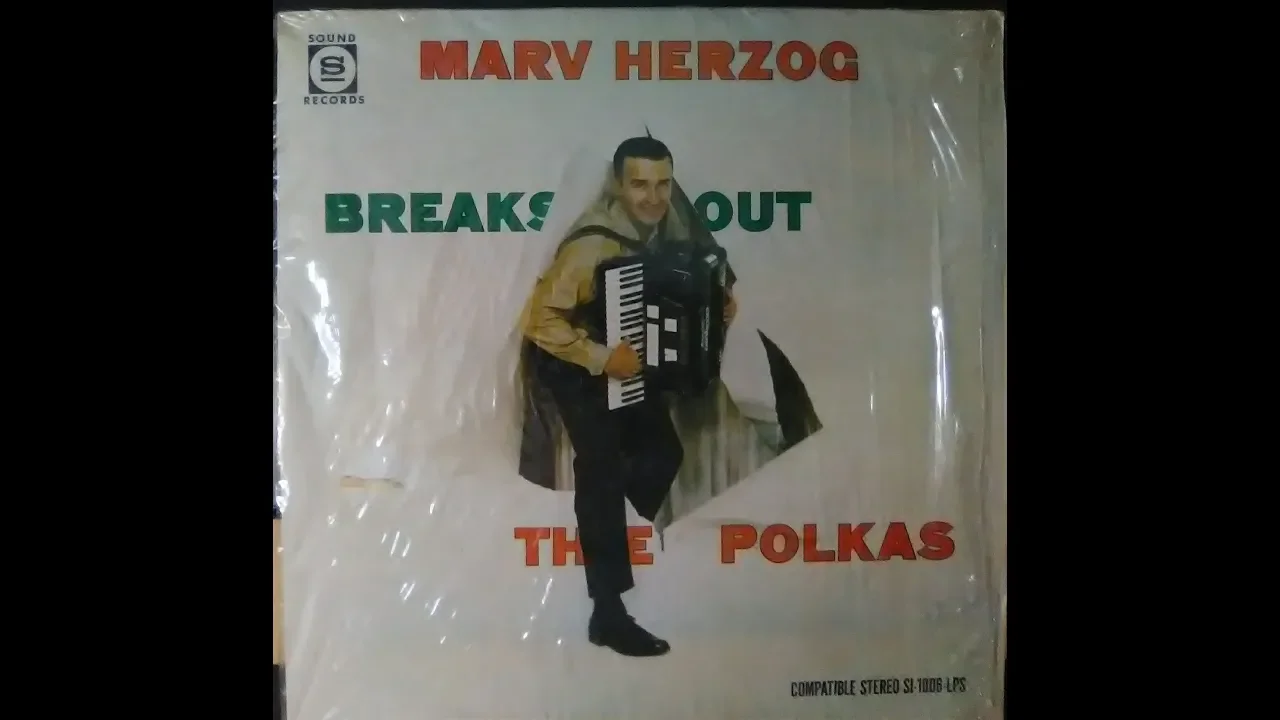 SOUND
S
RECORDS
MARV HERZOG
BREAKS OUT
THE POLKAS
COMPATIBLE STEREO SI-1006-LPS